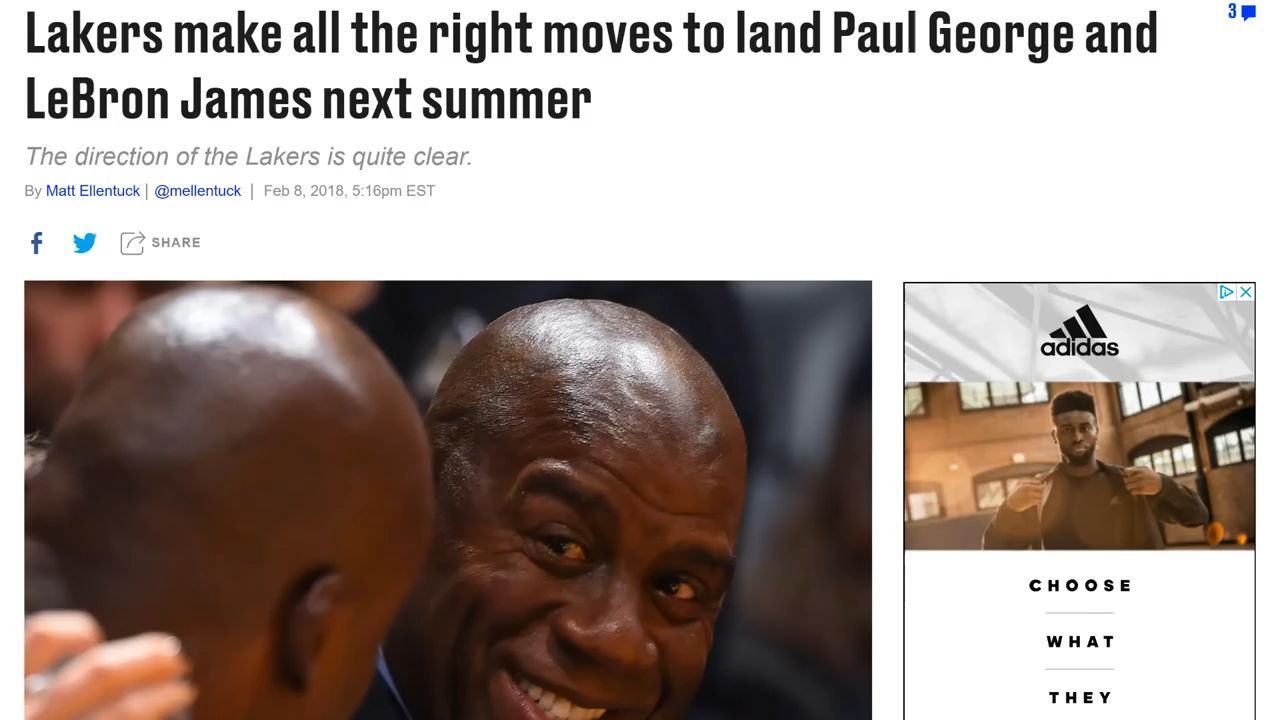 Lakers make all the right moves to land Paul George and
LeBron James next summer
3
The direction of the Lakers is quite clear.
By Matt Ellentuck | @mellentuck | Feb 8, 2018, 5:16pm EST
SHARE
adidas
CHOOSE
WHAT
THEY